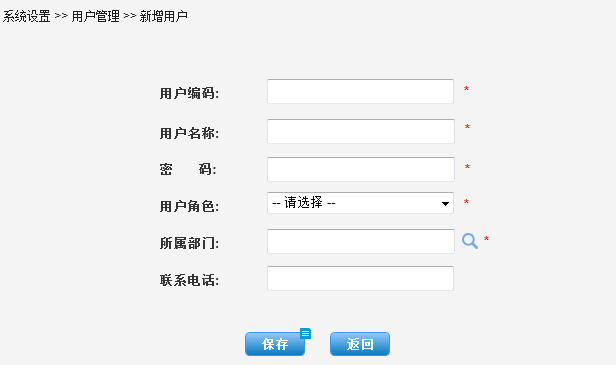 系统设置 >> 用户管理 >> 新增用户
用户编码: *
用户名称: *
密 码: *
用户角色: -- 请选择 -- *
所属部门: *
联系电话:
保存 返回